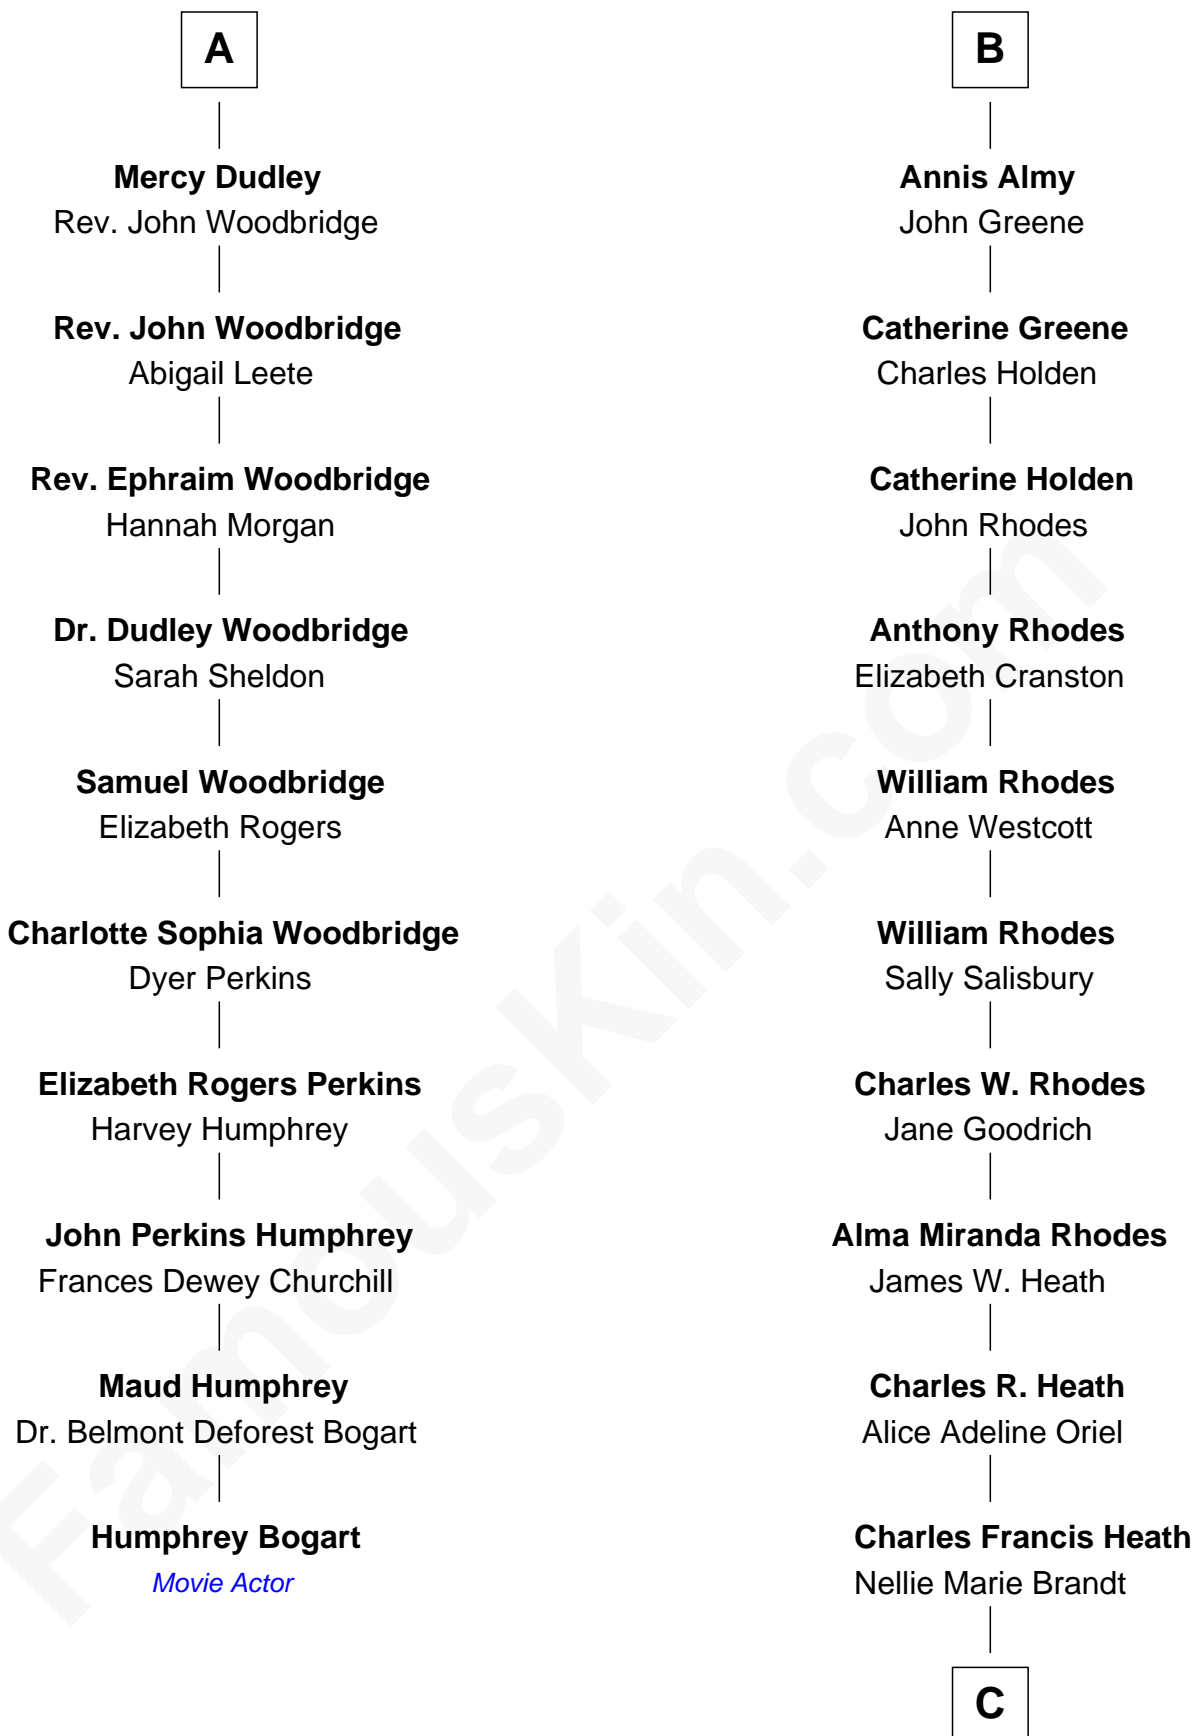 A
Mercy Dudley
Rev. John Woodbridge
Rev. John Woodbridge
Abigail Leete
Rev. Ephraim Woodbridge
Hannah Morgan
Dr. Dudley Woodbridge
Sarah Sheldon
Samuel Woodbridge
Elizabeth Rogers
Charlotte Sophia Woodbridge
Dyer Perkins
Elizabeth Rogers Perkins
Harvey Humphrey
John Perkins Humphrey
Frances Dewey Churchill
Maud Humphrey
Dr. Belmont Deforest Bogart
Humphrey Bogart
Movie Actor
B
Annis Almy
John Greene
Catherine Greene
Charles Holden
Catherine Holden
John Rhodes
Anthony Rhodes
Elizabeth Cranston
William Rhodes
Anne Westcott
William Rhodes
Sally Salisbury
Charles W. Rhodes
Jane Goodrich
Alma Miranda Rhodes
James W. Heath
Charles R. Heath
Alice Adeline Oriel
Charles Francis Heath
Nellie Marie Brandt
C
FamousKin.com